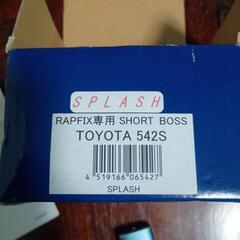 SPLASH
RAPFIX専用 SHORT BOSS
TOYOTA 542S
4 519166 065427
SPLASH